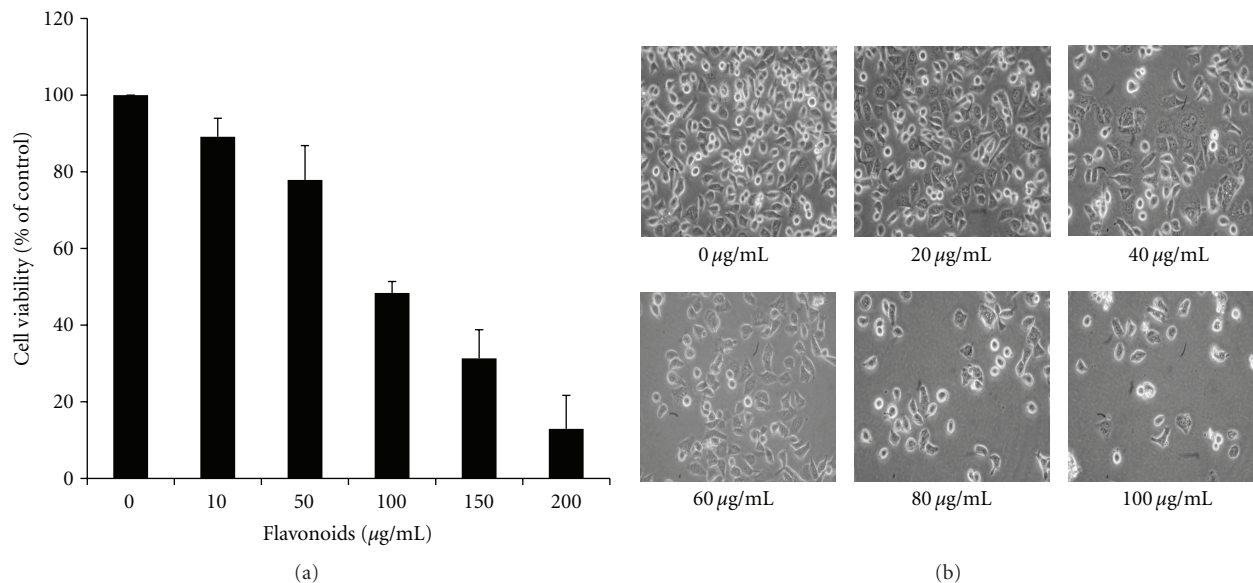 120
100
80
60
40
20
0
Cell viability (% of control)
0 10 50 100 150 200
Flavonoids (µg/mL)
(a)
0 µg/mL 20 µg/mL 40 µg/mL
60 µg/mL 80 µg/mL 100 µg/mL
(b)